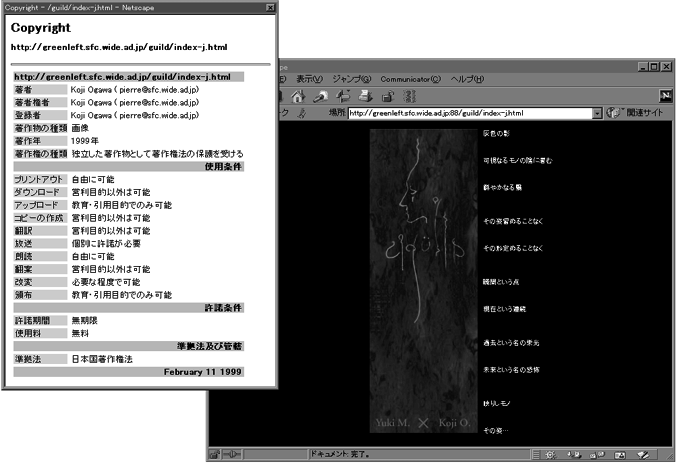 Copyright - /guild/index-j.html - Netscape
Copyright
http://greenleft.sfc.wide.ad.jp/guild/index-j.html
http://greenleft.sfc.wide.ad.jp/guild/index-j.html
著者 Koji Ogawa ( pierre@sfc.wide.ad.jp)
著作権者 Koji Ogawa ( pierre@sfc.wide.ad.jp)
登録者 Koji Ogawa ( pierre@sfc.wide.ad.jp)
著作物の種類 画像
著作年 1999年
著作権の種類 独立した著作物として著作権法の保護を受ける
使用条件
プリントアウト 自由に可能
ダウンロード 営利目的以外は可能
アップロード 教育・引用目的でのみ可能
コピーの作成 営利目的以外は可能
翻訳 営利目的以外は可能
放送 個別に許諾が必要
朗読 自由に可能
翻案 営利目的以外は可能
改変 必要な程度で可能
頒布 教育・引用目的でのみ可能
許諾条件
許諾期間 無期限
使用料 無料
準拠法及び管轄
準拠法 日本国著作権法
February 11 1999
表示(V) ジャンプ(G) Communicator(C) ヘルプ(H)
場所 http://greenleft.sfc.wide.ad.jp:88/guild/index-j.html 関連サイト
灰色の影
可視なるモノの陰に蠢む
軽やかなる翳
その姿留めることなく
その形定めることなく
瞬間という点
現在という連続
過去という名の次元
未来という名の恐怖
映りしモノ
その姿…
Yuki M. × Koji O.
ドキュメント: 完了。